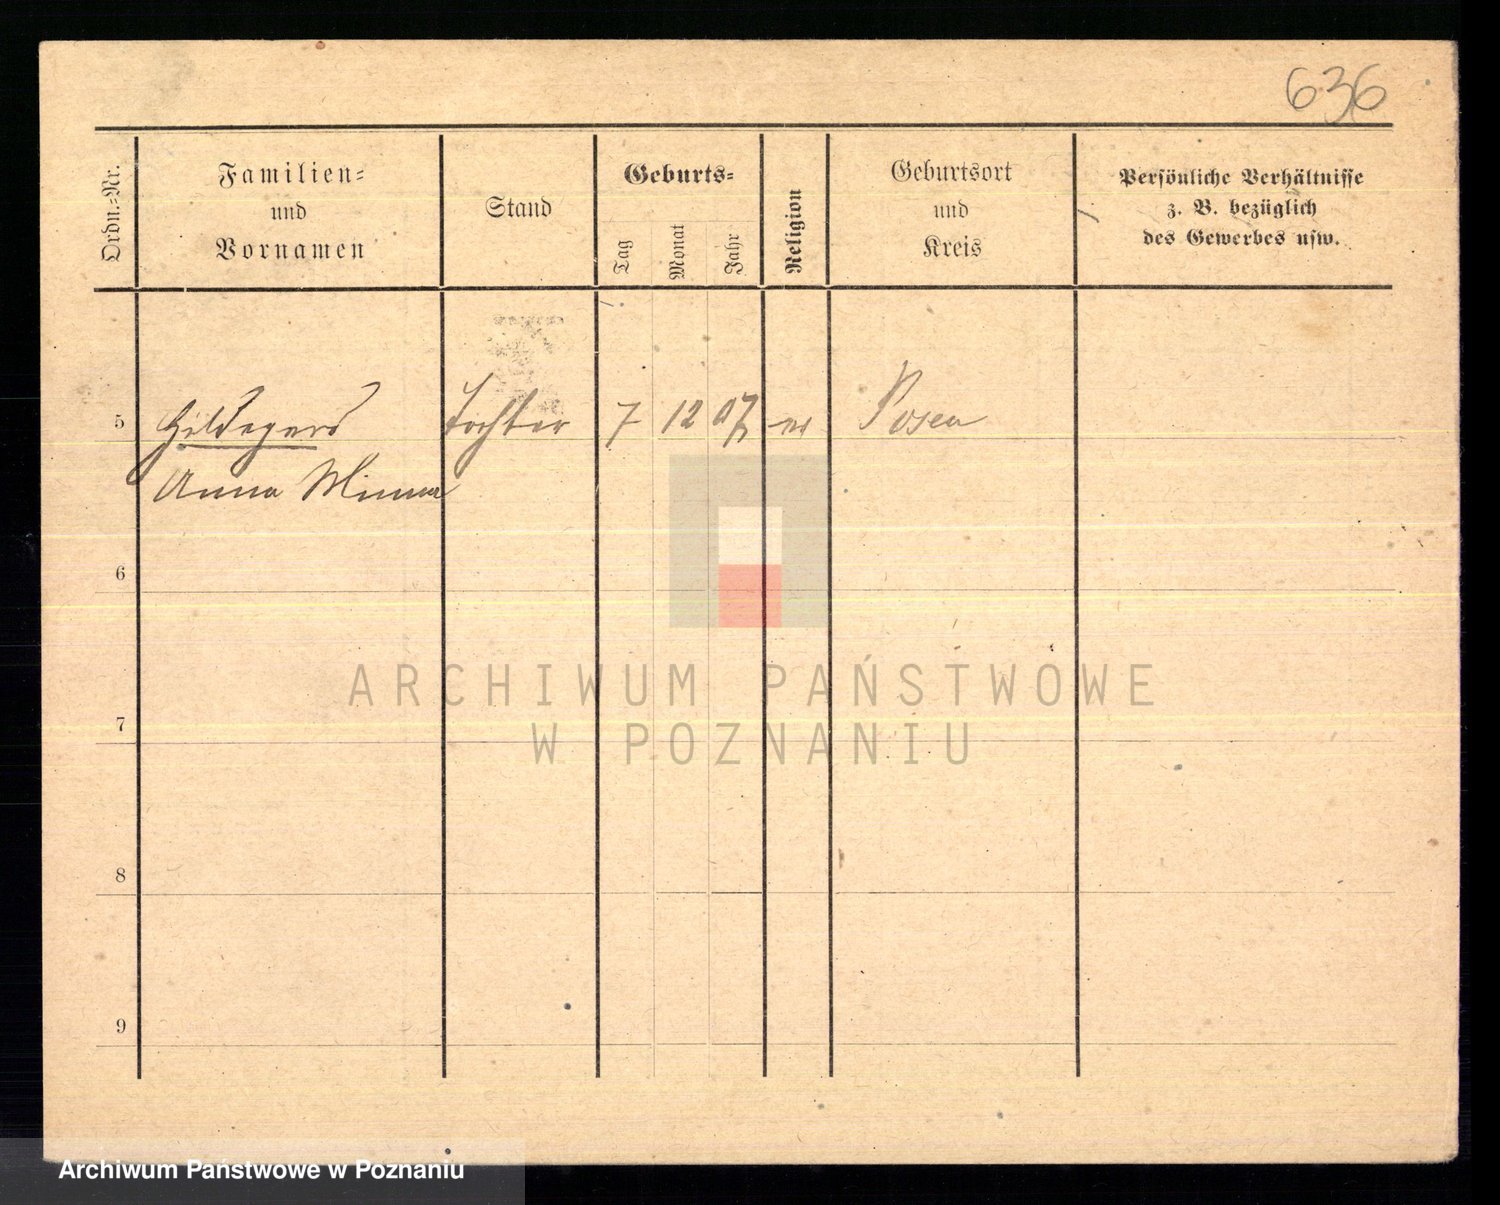 636
Ordn.-Nr.
Familien-
und
Vornamen
Stand
Geburts-
Tag
Monat
Jahr
Religion
Geburtsort
und
Kreis
Persönliche Verhältnisse
z. B. bezüglich
des Gewerbes usw.
5 Hildegard Tochter 7 12 07 ev Posen
Anna Minna
6
7
8
9
ARCHIWUM PAŃSTWOWE
W POZNANIU
Archiwum Państwowe w Poznaniu